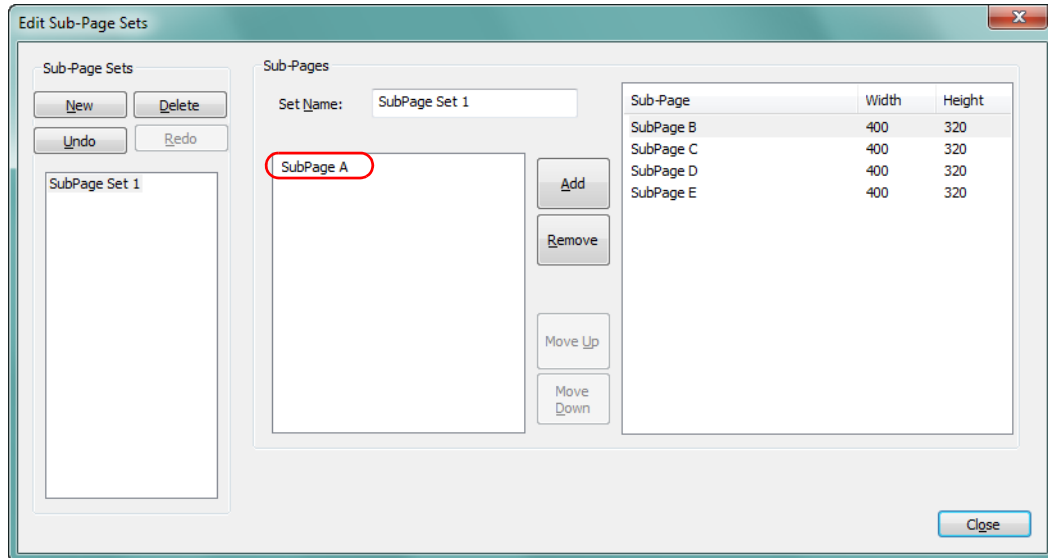 Edit Sub-Page Sets
Sub-Page Sets
New
Delete
Undo
Redo
SubPage Set 1
Sub-Pages
Set Name:
SubPage Set 1
SubPage A
Add
Remove
Move Up
Move
Down
Sub-Page Width Height
SubPage B 400 320
SubPage C 400 320
SubPage D 400 320
SubPage E 400 320
Close